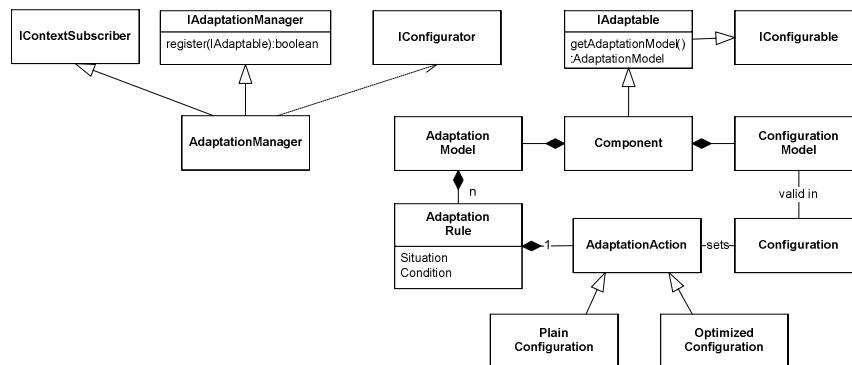 IContextSubscriber
IAdaptationManager
register(IAdaptable):boolean
IConfigurator
IAdaptable
getAdaptationModel()
:AdaptationModel
IConfigurable
AdaptationManager
Adaptation
Model
Component
Configuration
Model
n
valid in
Adaptation
Rule
Situation
Condition
1
AdaptationAction
sets
Configuration
Plain
Configuration
Optimized
Configuration